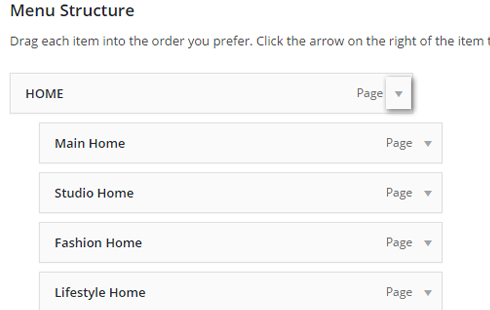 Menu Structure
Drag each item into the order you prefer. Click the arrow on the right of the item
HOME Page
Main Home Page
Studio Home Page
Fashion Home Page
Lifestyle Home Page